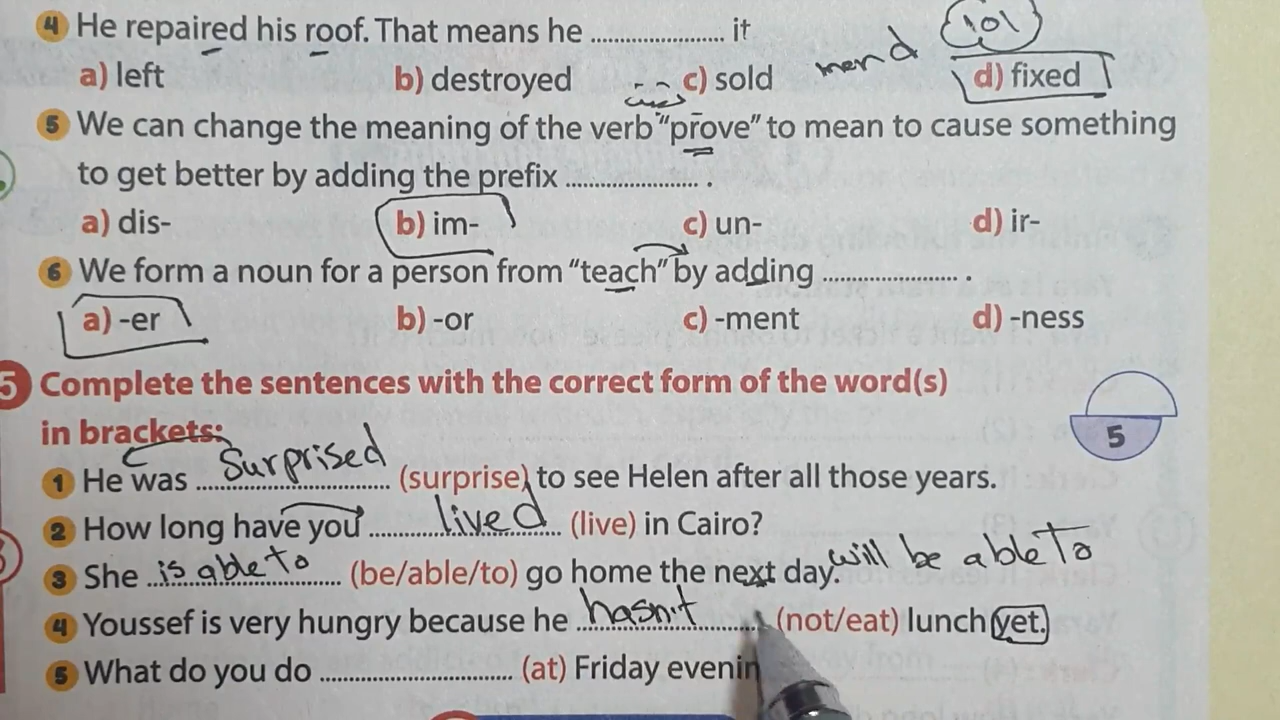 4 He repaired his roof. That means he .................... it
a) left b) destroyed c) sold mend d) fixed
5 We can change the meaning of the verb "prove" to mean to cause something
to get better by adding the prefix .................... .
a) dis- b) im- c) un- d) ir-
6 We form a noun for a person from "teach" by adding .................... .
a) -er b) -or c) -ment d) -ness
5 Complete the sentences with the correct form of the word(s)
in brackets:
5
1 He was Surprised (surprise) to see Helen after all those years.
2 How long have you lived (live) in Cairo?
3 She is able to (be/able/to) go home the next day. will be able to
4 Youssef is very hungry because he hasn't (not/eat) lunch yet.
5 What do you do .................... (at) Friday evenin